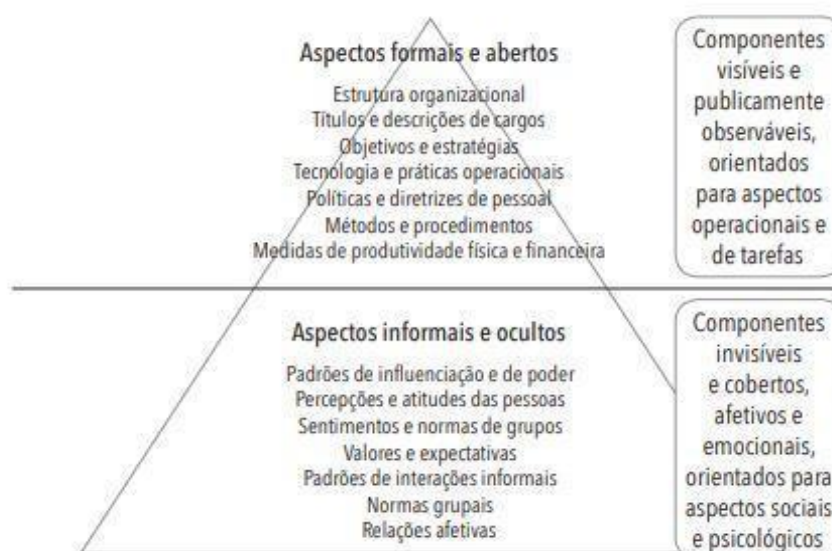 Aspectos formais e abertos
Estrutura organizacional
Títulos e descrições de cargos
Objetivos e estratégias
Tecnologia e práticas operacionais
Políticas e diretrizes de pessoal
Métodos e procedimentos
Medidas de produtividade física e financeira
Componentes
visíveis e
publicamente
observáveis,
orientados
para aspectos
operacionais e
de tarefas
Aspectos informais e ocultos
Padrões de influenciação e de poder
Percepções e atitudes das pessoas
Sentimentos e normas de grupos
Valores e expectativas
Padrões de interações informais
Normas grupais
Relações afetivas
Componentes
invisíveis
e cobertos,
afetivos e
emocionais,
orientados para
aspectos sociais
e psicológicos